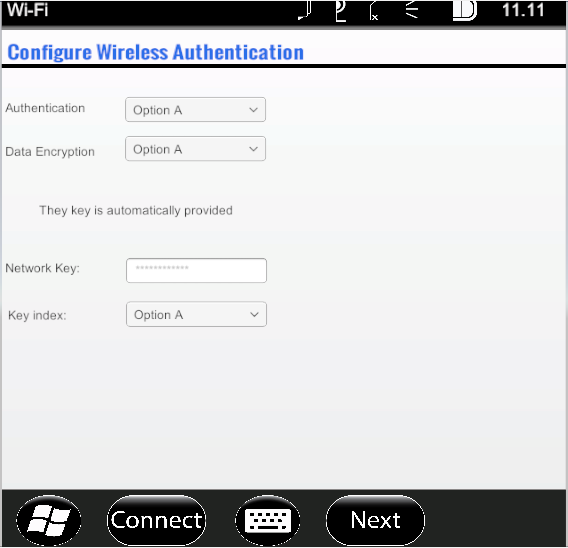 Wi-Fi 11.11
Configure Wireless Authentication
Authentication Option A
Data Encryption Option A
They key is automatically provided
Network Key: ************
Key index: Option A
Connect Next